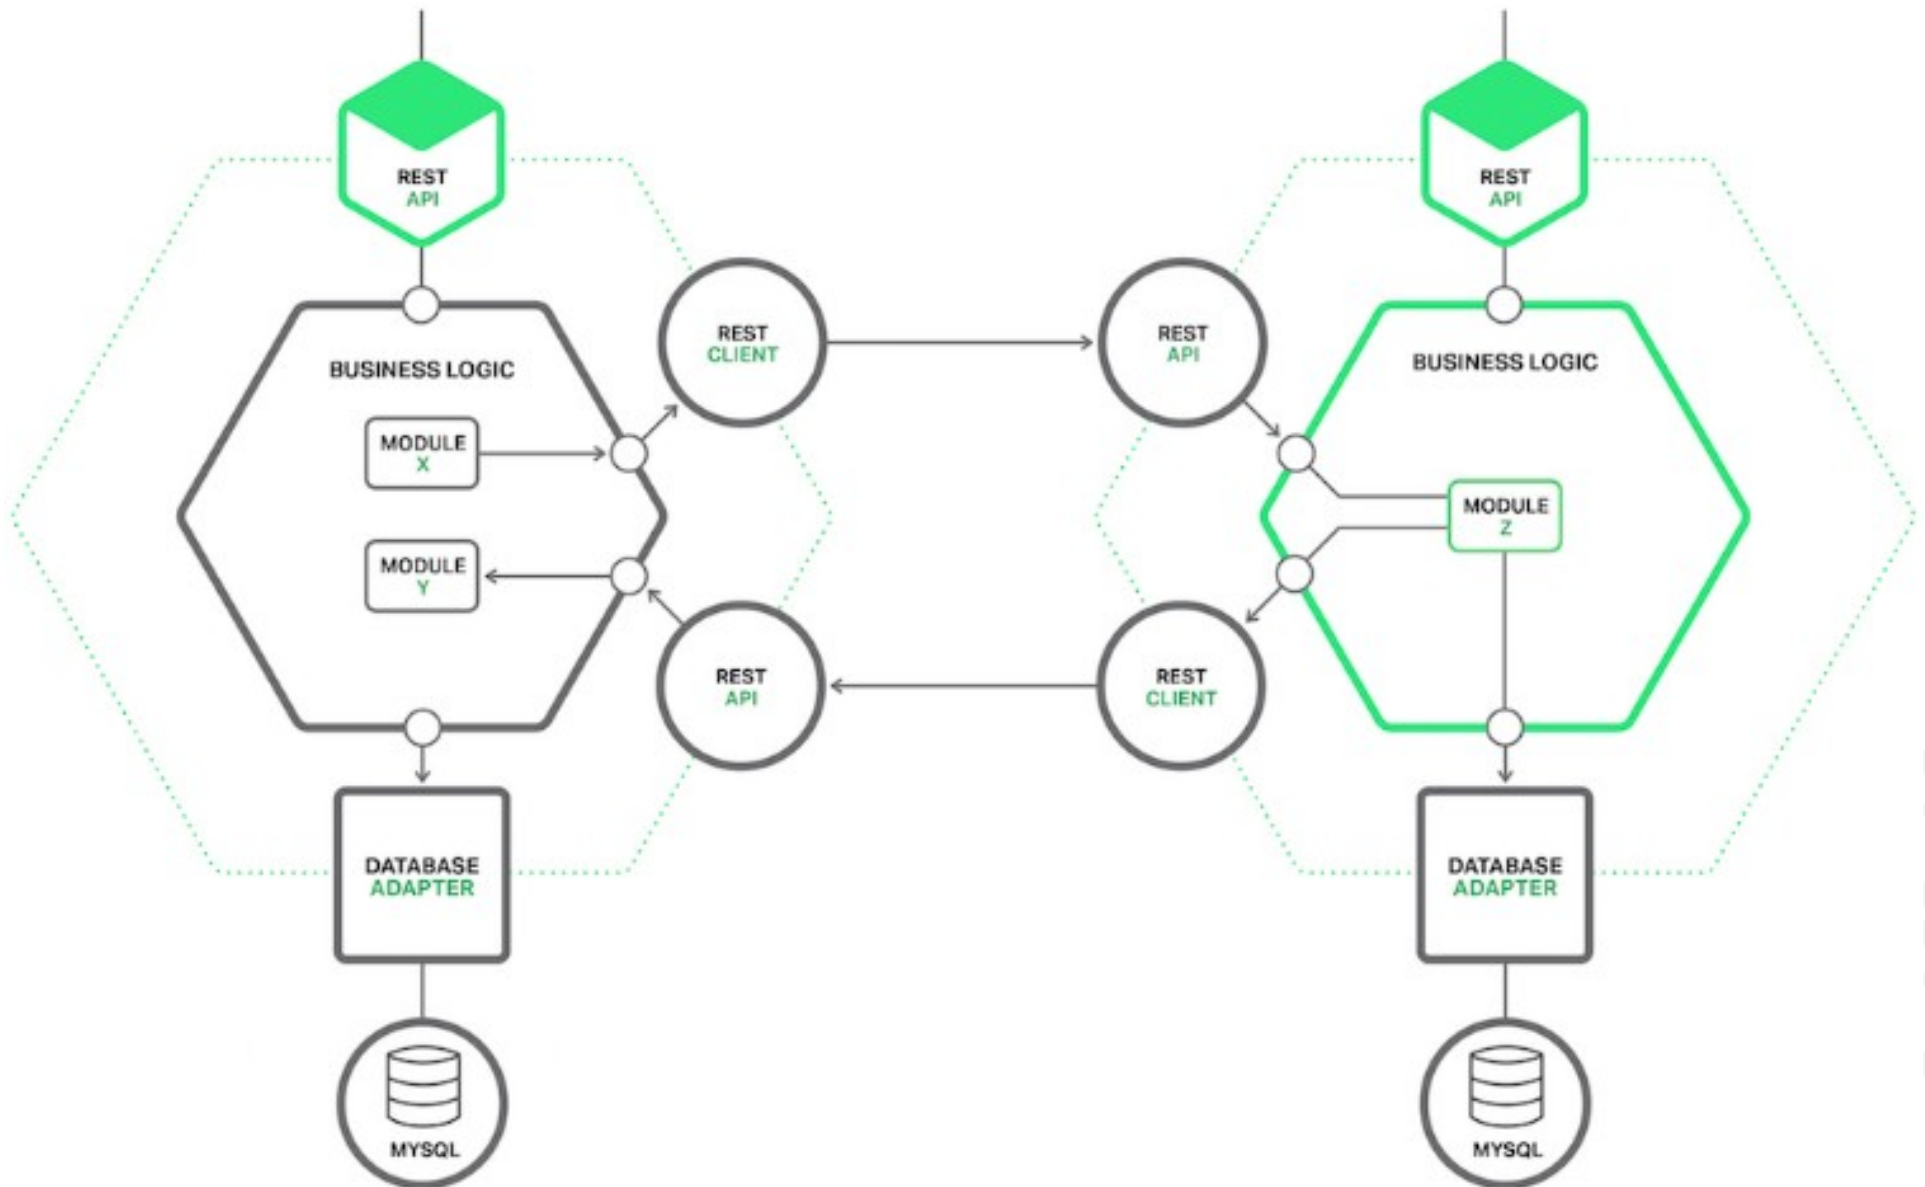 REST
API
REST
API
REST
CLIENT
REST
API
BUSINESS LOGIC
BUSINESS LOGIC
MODULE
X
MODULE
Z
MODULE
Y
REST
API
REST
CLIENT
DATABASE
ADAPTER
DATABASE
ADAPTER
MYSQL
MYSQL